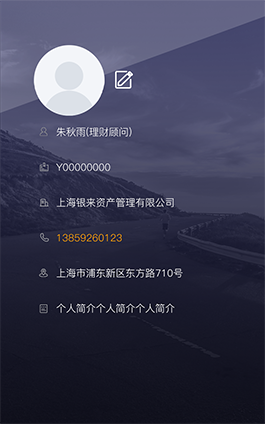 朱秋雨(理财顾问)
Y00000000
上海银来资产管理有限公司
13859260123
上海市浦东新区东方路710号
个人简介个人简介个人简介